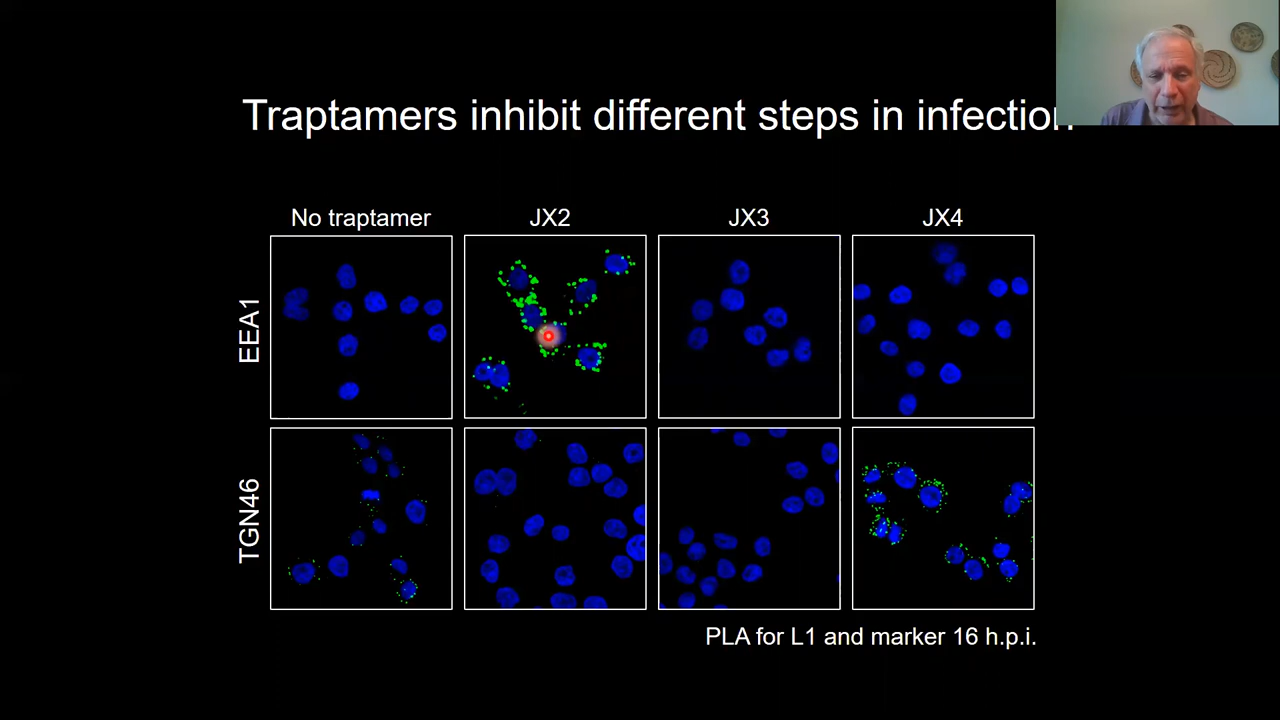 Traptamers inhibit different steps in infection
No traptamer JX2 JX3 JX4
EEA1
TGN46
PLA for L1 and marker 16 h.p.i.